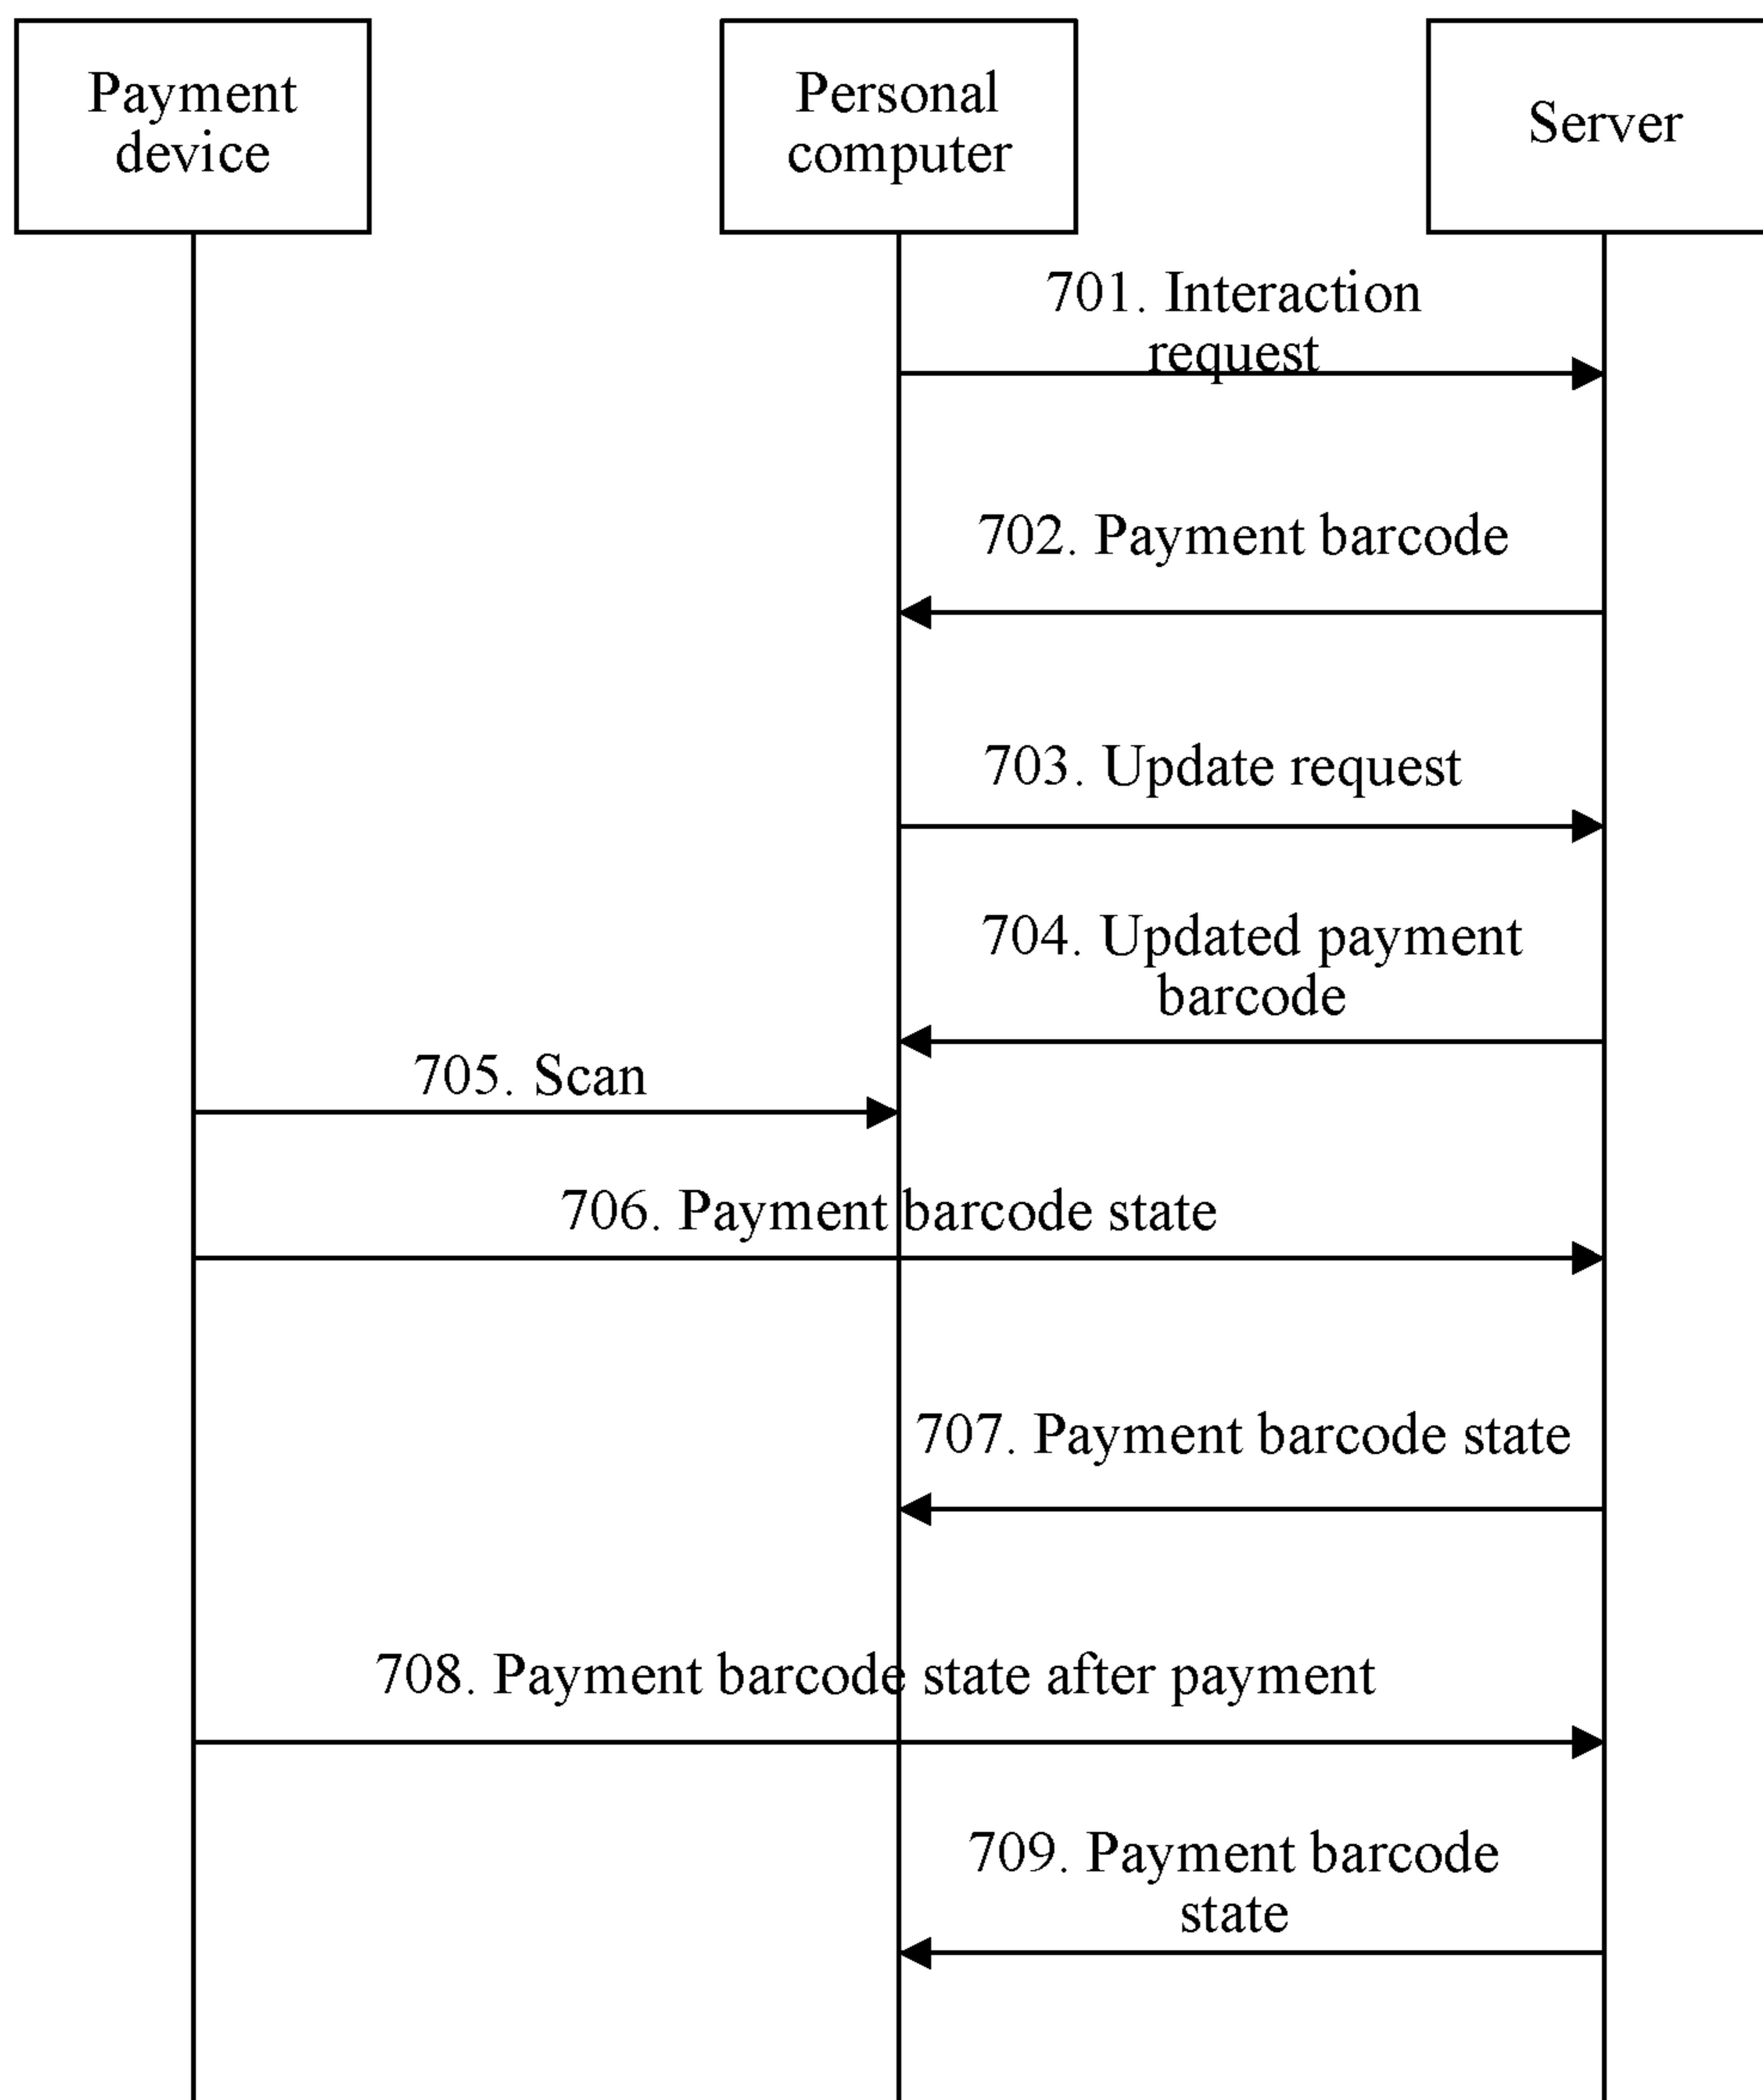 Payment
device
Personal
computer
Server
701. Interaction
request
702. Payment barcode
703. Update request
704. Updated payment
barcode
705. Scan
706. Payment barcode state
707. Payment barcode state
708. Payment barcode state after payment
709. Payment barcode
state